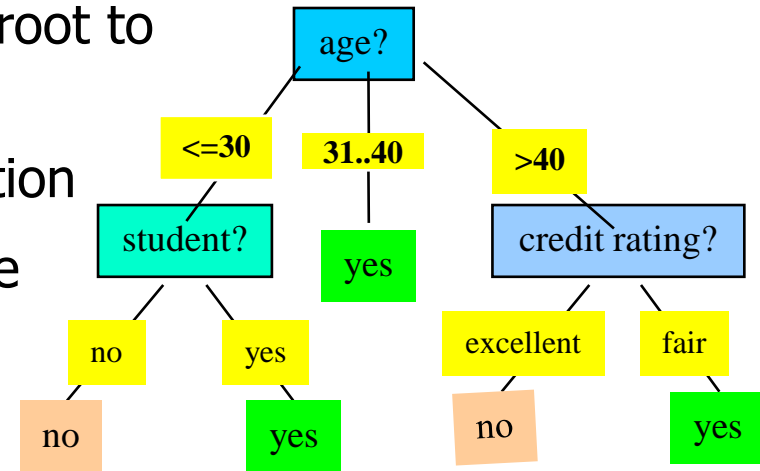 root to
age?
<=30
31..40
>40
tion
student?
yes
credit rating?
e
no
yes
excellent
fair
no
yes
no
yes